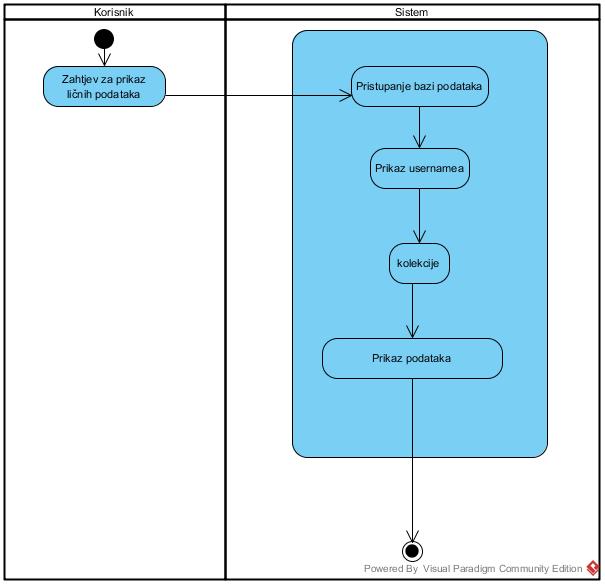 Korisnik
Sistem
Zahtjev za prikaz
ličnih podataka
Pristupanje bazi podataka
Prikaz usernamea
kolekcije
Prikaz podataka
Powered By Visual Paradigm Community Edition